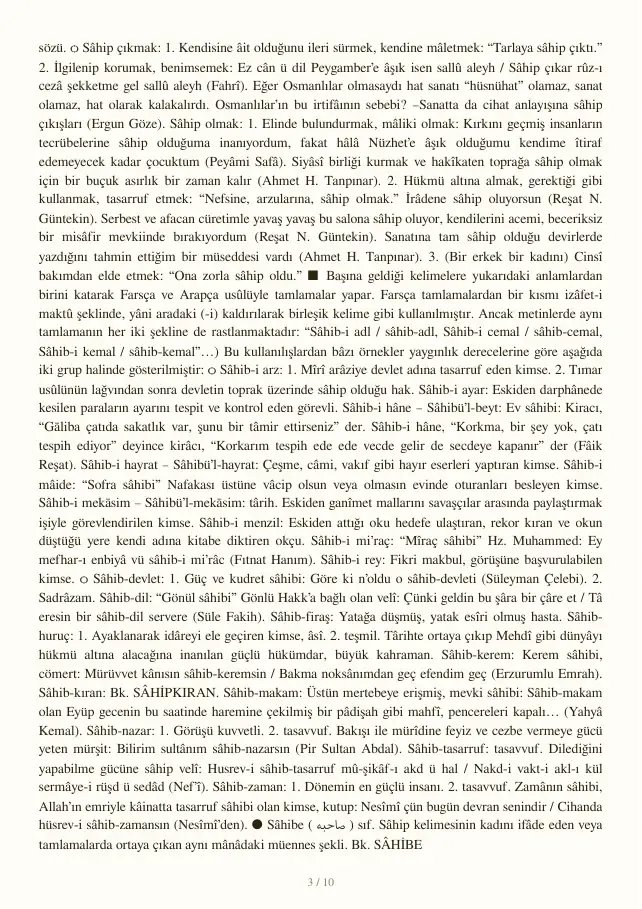 sözü. ѻ Sâhip çıkmak: 1. Kendisine âit olduğunu ileri sürmek, kendine mâletmek: “Tarlaya sâhip çıktı.”
2. İlgilenip korumak, benimsemek: Ez cân ü dil Peygamber’e âşık isen sallû aleyh / Sâhip çıkar rûz-ı
cezâ şekketme gel sallû aleyh (Fahrî). Eğer Osmanlılar olmasaydı hat sanatı “hüsnühat” olamaz, sanat
olamaz, hat olarak kalakalırdı. Osmanlılar’ın bu irtifâının sebebi? –Sanatta da cihat anlayışına sâhip
çıkışları (Ergun Göze). Sâhip olmak: 1. Elinde bulundurmak, mâliki olmak: Kırkını geçmiş insanların
tecrübelerine sâhip olduğuma inanıyordum, fakat hâlâ Nüzhet’e âşık olduğumu kendime îtiraf
edemeyecek kadar çocuktum (Peyâmi Safâ). Siyâsî birliği kurmak ve hakîkaten toprağa sâhip olmak
için bir buçuk asırlık bir zaman kalır (Ahmet H. Tanpınar). 2. Hükmü altına almak, gerektiği gibi
kullanmak, tasarruf etmek: “Nefsine, arzularına, sâhip olmak.” İrâdene sâhip oluyorsun (Reşat N.
Güntekin). Serbest ve afacan cüretimle yavaş yavaş bu salona sâhip oluyor, kendilerini acemi, beceriksiz
bir misâfir mevkiinde bırakıyordum (Reşat N. Güntekin). Sanatına tam sâhip olduğu devirlerde
yazdığını tahmin ettiğim bir müseddesi vardı (Ahmet H. Tanpınar). 3. (Bir erkek bir kadını) Cinsî
bakımdan elde etmek: “Ona zorla sâhip oldu.” ■ Başına geldiği kelimelere yukarıdaki anlamlardan
birini katarak Farsça ve Arapça usûlüyle tamlamalar yapar. Farsça tamlamalardan bir kısmı izâfet-i
maktû şeklinde, yâni aradaki (-i) kaldırılarak birleşik kelime gibi kullanılmıştır. Ancak metinlerde aynı
tamlamanın her iki şekline de rastlanmaktadır: “Sâhib-i adl / sâhib-adl, Sâhib-i cemal / sâhib-cemal,
Sâhib-i kemal / sâhib-kemal”…) Bu kullanılışlardan bâzı örnekler yaygınlık derecelerine göre aşağıda
iki grup halinde gösterilmiştir: ѻ Sâhib-i arz: 1. Mîrî arâziye devlet adına tasarruf eden kimse. 2. Tımar
usûlünün lağvından sonra devletin toprak üzerinde sâhip olduğu hak. Sâhib-i ayar: Eskiden darphânede
kesilen paraların ayarını tespit ve kontrol eden görevli. Sâhib-i hâne – Sâhibü’l-beyt: Ev sâhibi: Kiracı,
“Gāliba çatıda sakatlık var, şunu bir tâmir ettirseniz” der. Sâhib-i hâne, “Korkma, bir şey yok, çatı
tespih ediyor” deyince kirâcı, “Korkarım tespih ede ede vecde gelir de secdeye kapanır” der (Fâik
Reşat). Sâhib-i hayrat – Sâhibü’l-hayrat: Çeşme, câmi, vakıf gibi hayır eserleri yaptıran kimse. Sâhib-i
mâide: “Sofra sâhibi” Nafakası üstüne vâcip olsun veya olmasın evinde oturanları besleyen kimse.
Sâhib-i mekāsim – Sâhibü’l-mekāsim: târih. Eskiden ganîmet mallarını savaşçılar arasında paylaştırmak
işiyle görevlendirilen kimse. Sâhib-i menzil: Eskiden attığı oku hedefe ulaştıran, rekor kıran ve okun
düştüğü yere kendi adına kitabe diktiren okçu. Sâhib-i mi’raç: “Mîraç sâhibi” Hz. Muhammed: Ey
mefhar-ı enbiyâ vü sâhib-i mi’râc (Fıtnat Hanım). Sâhib-i rey: Fikri makbul, görüşüne başvurulabilen
kimse. ѻ Sâhib-devlet: 1. Güç ve kudret sâhibi: Göre ki n’oldu o sâhib-devleti (Süleyman Çelebi). 2.
Sadrâzam. Sâhib-dil: “Gönül sâhibi” Gönlü Hakk’a bağlı olan velî: Çünki geldin bu şâra bir çâre et / Tâ
eresin bir sâhib-dil servere (Süle Fakih). Sâhib-firaş: Yatağa düşmüş, yatak esîri olmuş hasta. Sâhib-
huruç: 1. Ayaklanarak idâreyi ele geçiren kimse, âsî. 2. teşmil. Târihte ortaya çıkıp Mehdî gibi dünyâyı
hükmü altına alacağına inanılan güçlü hükümdar, büyük kahraman. Sâhib-kerem: Kerem sâhibi,
cömert: Mürüvvet kânısın sâhib-keremsin / Bakma noksânımdan geç efendim geç (Erzurumlu Emrah).
Sâhib-kıran: Bk. SÂHİPKIRAN. Sâhib-makam: Üstün mertebeye erişmiş, mevki sâhibi: Sâhib-makam
olan Eyüp gecenin bu saatinde haremine çekilmiş bir pâdişah gibi mahfî, pencereleri kapalı… (Yahyâ
Kemal). Sâhib-nazar: 1. Görüşü kuvvetli. 2. tasavvuf. Bakışı ile mürîdine feyiz ve cezbe vermeye gücü
yeten mürşit: Bilirim sultânım sâhib-nazarsın (Pir Sultan Abdal). Sâhib-tasarruf: tasavvuf. Dilediğini
yapabilme gücüne sâhip velî: Husrev-i sâhib-tasarruf mû-şikâf-ı akd ü hal / Nakd-i vakt-i akl-ı kül
sermâye-i rüşd ü sedâd (Nef’î). Sâhib-zaman: 1. Dönemin en güçlü insanı. 2. tasavvuf. Zamânın sâhibi,
Allah’ın emriyle kâinatta tasarruf sâhibi olan kimse, kutup: Nesîmî çün bugün devran senindir / Cihanda
hüsrev-i sâhib-zamansın (Nesîmî’den). ● Sâhibe ( صاحبه ) sıf. Sâhip kelimesinin kadını ifâde eden veya
tamlamalarda ortaya çıkan aynı mânâdaki müennes şekli. Bk. SÂHİBE
3 / 10